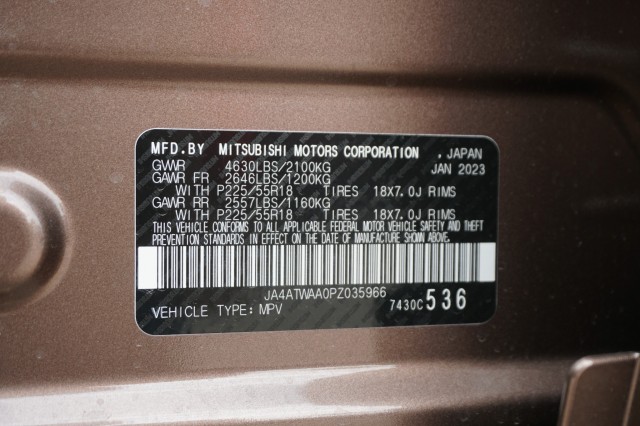 MFD.BY MITSUBISHI MOTORS CORPORATION , JAPAN
GVWR 4630LBS/2100KG JAN 2023
GAWR FR 2646LBS/1200KG
WITH P225/55R18 TIRES 18X7.0J RIMS
GAWR RR 2557LBS/1160KG
WITH P225/55R18 TIRES 18X7.0J RIMS
THIS VEHICLE CONFORMS TO ALL APPLICABLE FEDERAL MOTOR VEHICLE SAFETY AND THEFT
PREVENTION STANDARDS IN EFFECT ON THE DATE OF MANUFACTURE SHOWN ABOVE.
JA4ATWAA0PZ035966
VEHICLE TYPE:MPV 7430C 536